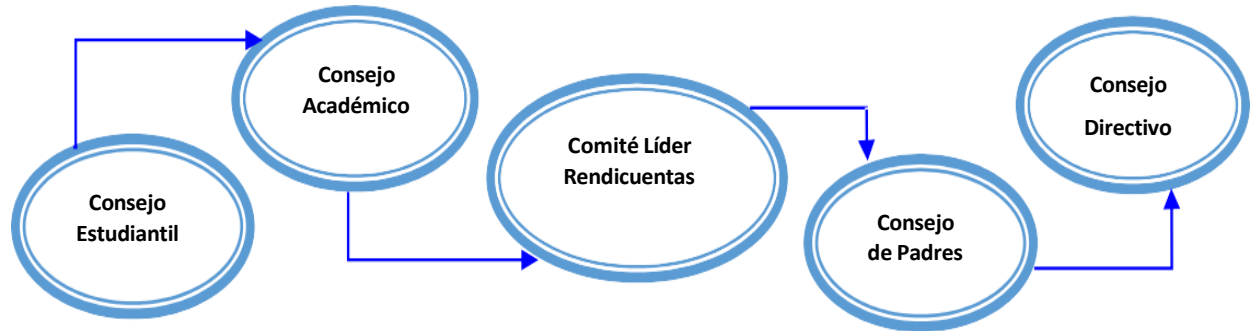 Consejo
Estudiantil
Consejo
Académico
Comité Líder
Rendicuentas
Consejo
de Padres
Consejo
Directivo